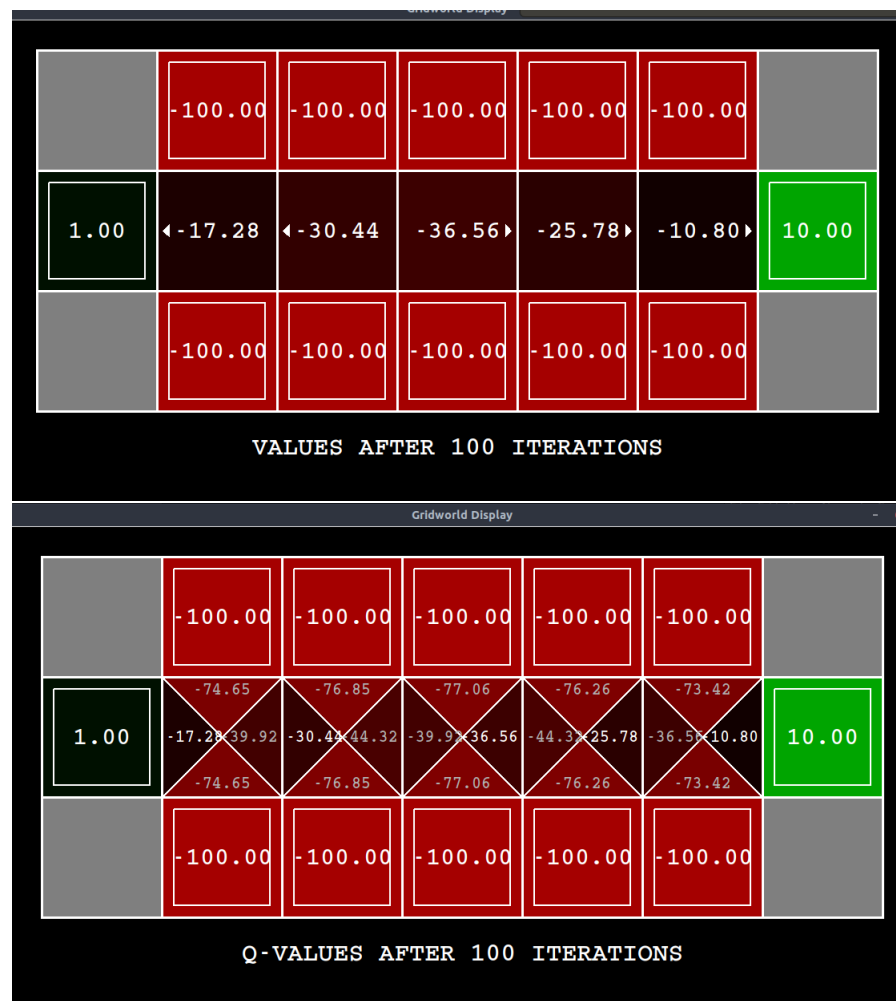 Gridworld Display
-100.00 -100.00 -100.00 -100.00 -100.00
1.00 -17.28 -30.44 -36.56 -25.78 -10.80 10.00
-100.00 -100.00 -100.00 -100.00 -100.00
VALUES AFTER 100 ITERATIONS
Gridworld Display
-100.00 -100.00 -100.00 -100.00 -100.00
-74.65 -76.85 -77.06 -76.26 -73.42
1.00 -17.28 -39.92 -30.44 -44.32 -39.92 -36.56 -44.32 -25.78 -36.56 -10.80 10.00
-74.65 -76.85 -77.06 -76.26 -73.42
-100.00 -100.00 -100.00 -100.00 -100.00
Q-VALUES AFTER 100 ITERATIONS